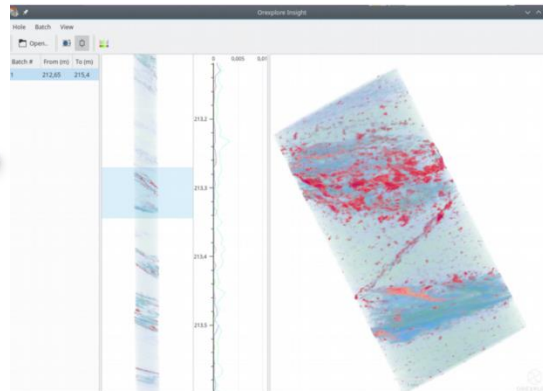 Orexplore Insight
Hole Batch View
Open..
Batch # From (m) To (m)
1 212,65 215,4
0 0,005 0,01
213,2
213,3
213,4
213,5